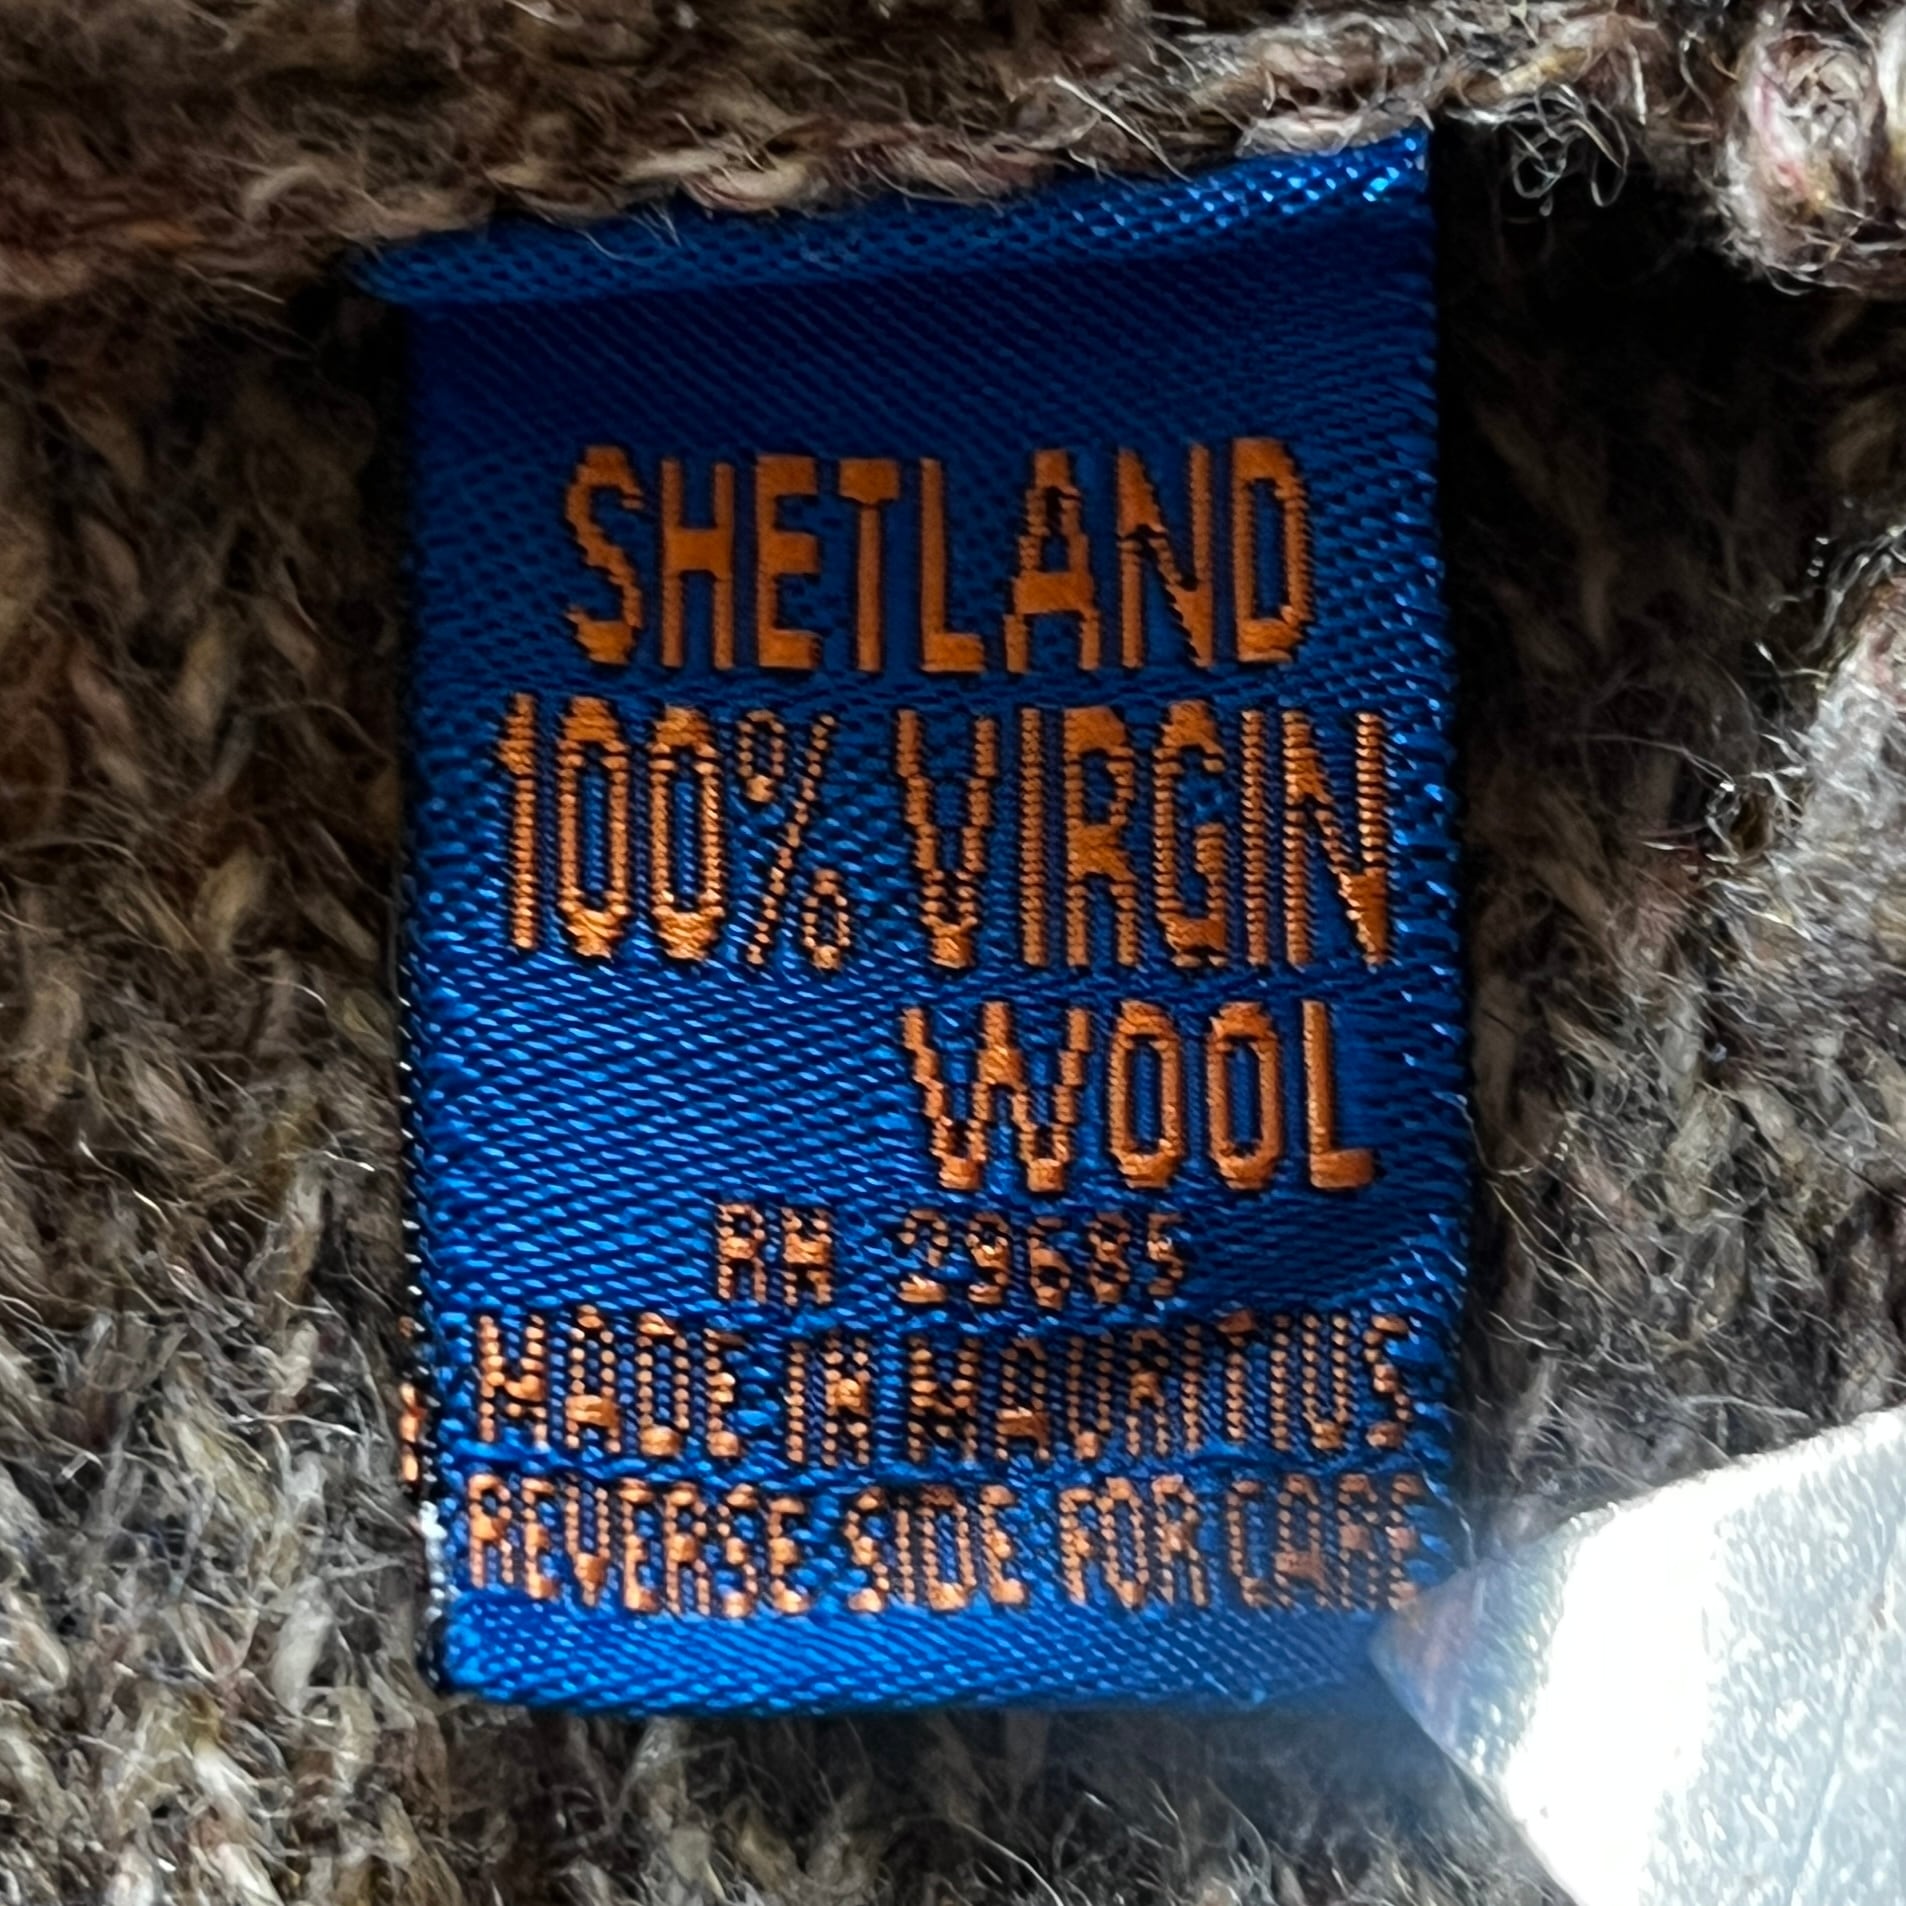 SHETLAND
100% VIRGIN
WOOL
RN 29685
MADE IN MAURITIUS
REVERSE SIDE FOR CARE